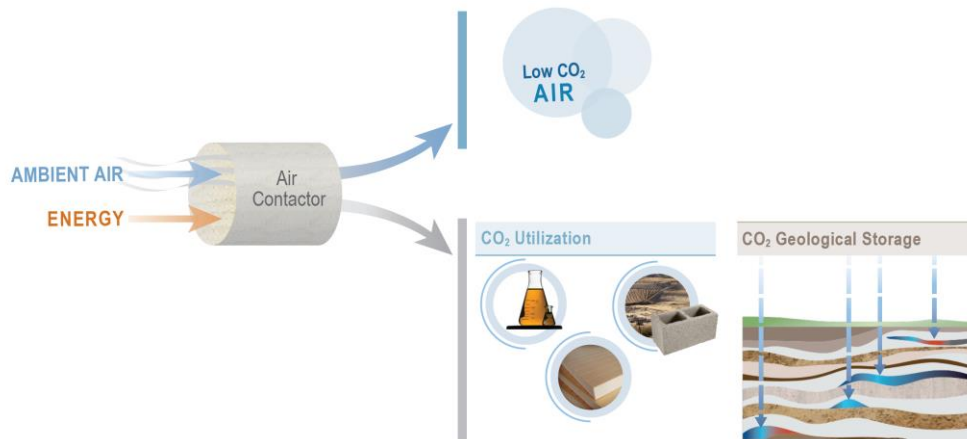 Low CO₂
AIR
AMBIENT AIR
ENERGY
Air
Contactor
CO₂ Utilization
CO₂ Geological Storage